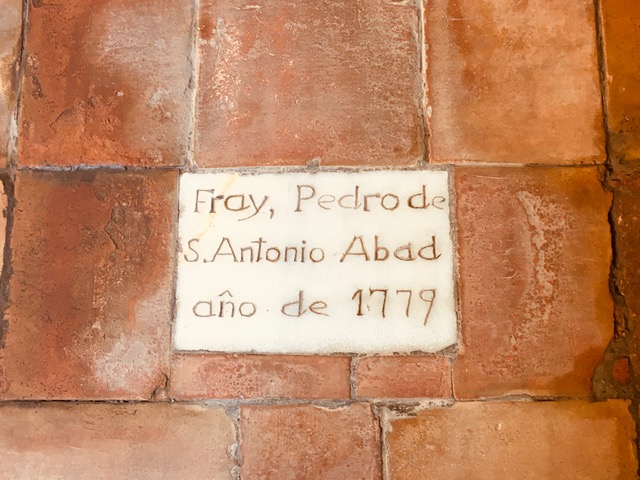 Fray, Pedro de
S. Antonio Abad
año de 1779